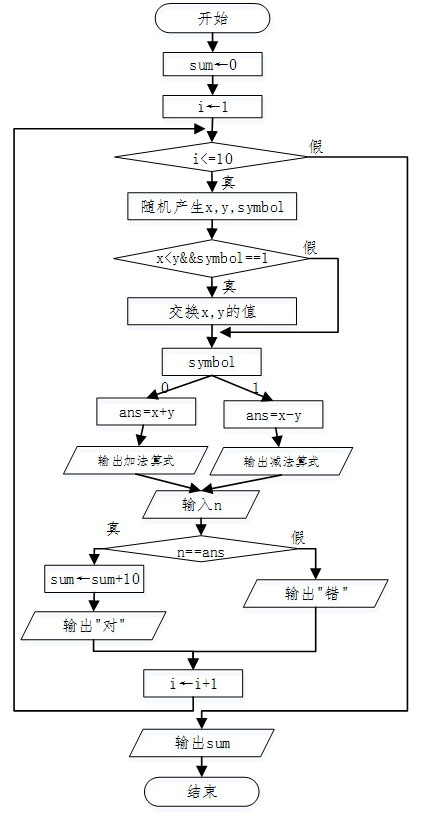 开始
sum←0
i←1
i<=10
假
真
随机产生x,y,symbol
x<y&&symbol==1
假
真
交换x,y的值
symbol
0
1
ans=x+y
ans=x-y
输出加法算式
输出减法算式
输入n
真
n==ans
假
sum←sum+10
输出"错"
输出"对"
i←i+1
输出sum
结束